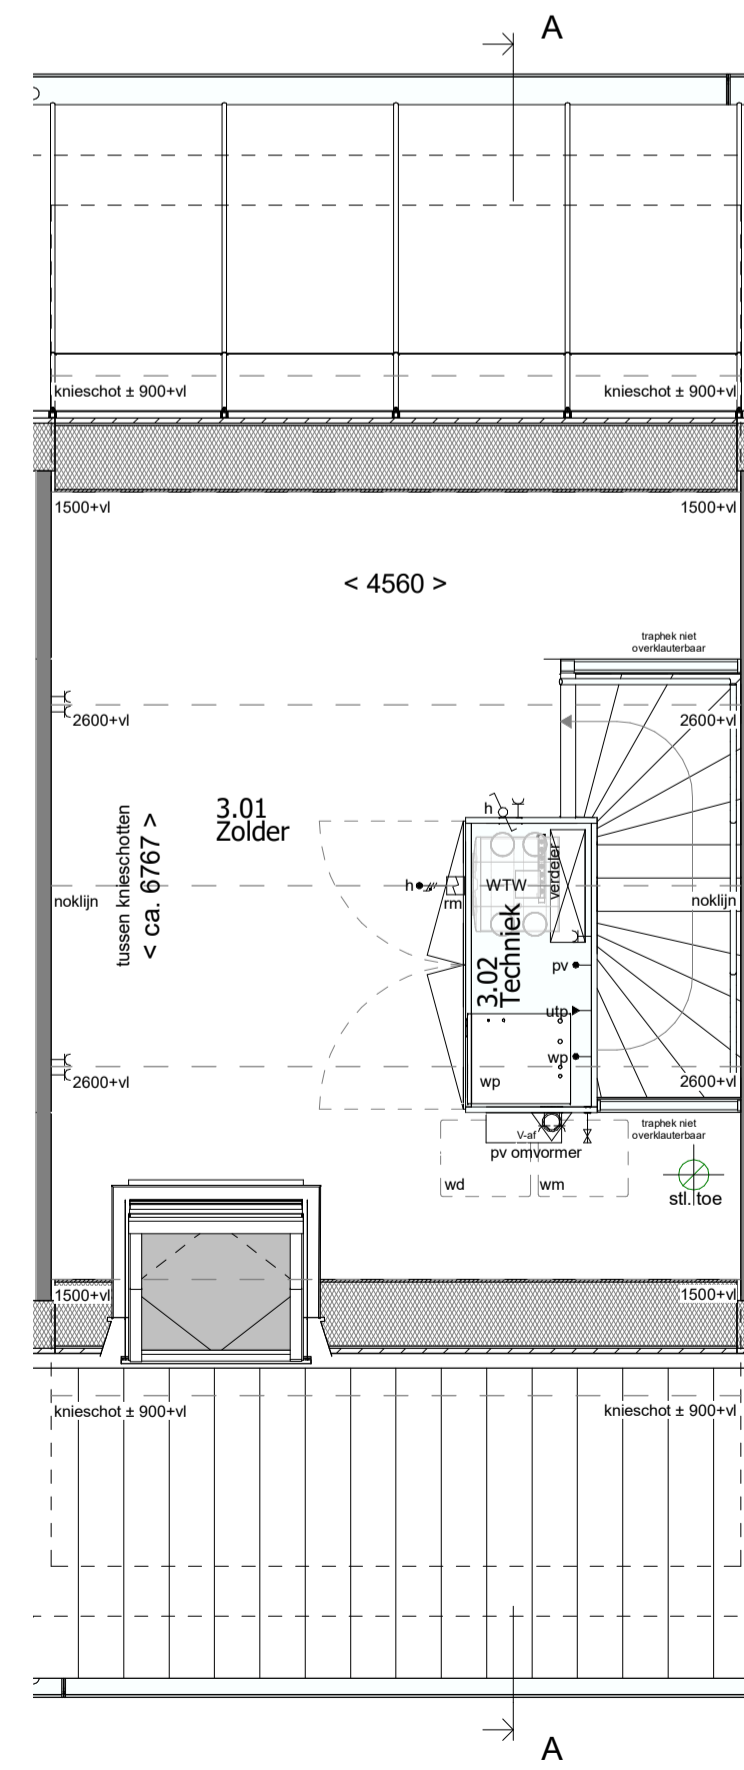 A
knieschot ± 900+vl
knieschot ± 900+vl
1500+vl
1500+vl
< 4560 >
traphek niet
overklauterbaar
2600+vl
2600+vl
3.01
Zolder
tussen knieschotten
< ca. 6767 >
h
h
rm
WTW
verdeler
noklijn
noklijn
3.02
Techniek
pv
utp
wp
wp
2600+vl
2600+vl
traphek niet
overklauterbaar
V-af
pv omvormer
wd
wm
stl. toe
1500+vl
1500+vl
knieschot ± 900+vl
knieschot ± 900+vl
A